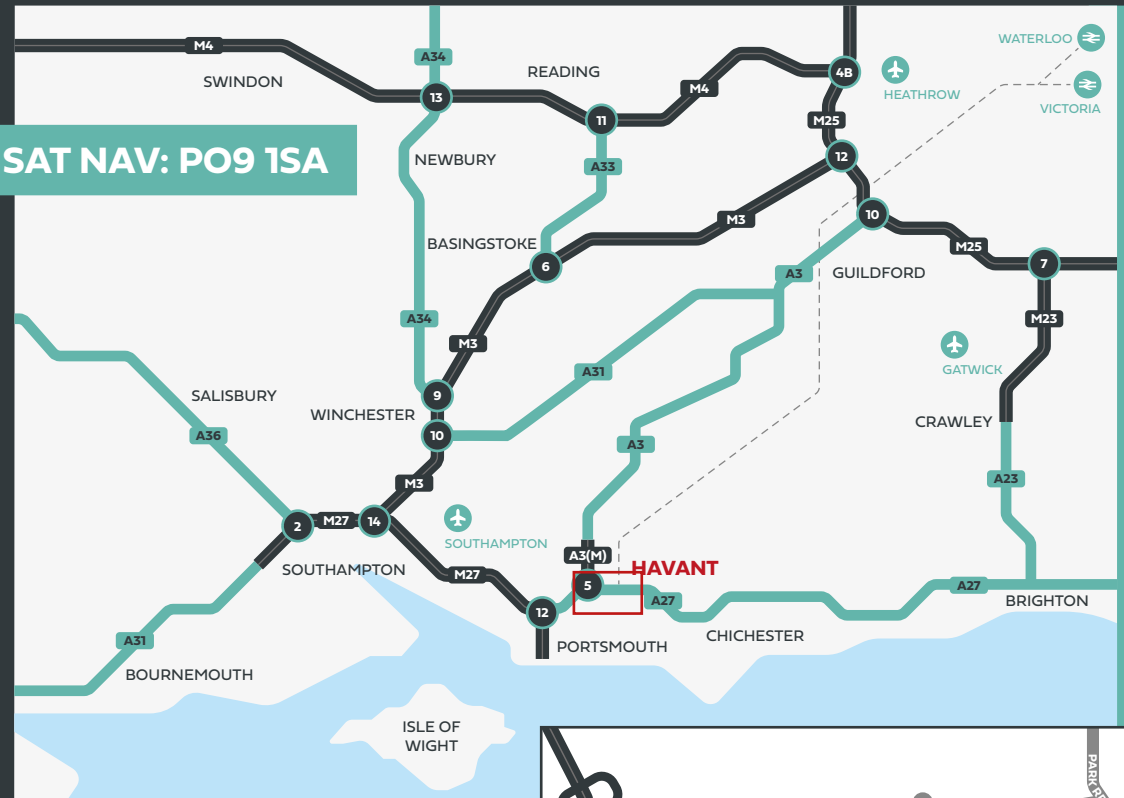 M4
A34
SWINDON
READING
WATERLOO
4B
HEATHROW
VICTORIA
M4
13
11
M25
SAT NAV: PO9 1SA
NEWBURY
A33
12
M3
10
BASINGSTOKE
M25
6
A3
GUILDFORD
7
A34
M23
M3
GATWICK
A31
SALISBURY
9
WINCHESTER
CRAWLEY
10
A36
A3
M3
A23
2
M27
14
SOUTHAMPTON
A3(M)
SOUTHAMPTON
HAVANT
M27
5
A27
A27
BRIGHTON
12
A31
CHICHESTER
PORTSMOUTH
BOURNEMOUTH
ISLE OF
WIGHT
PARK